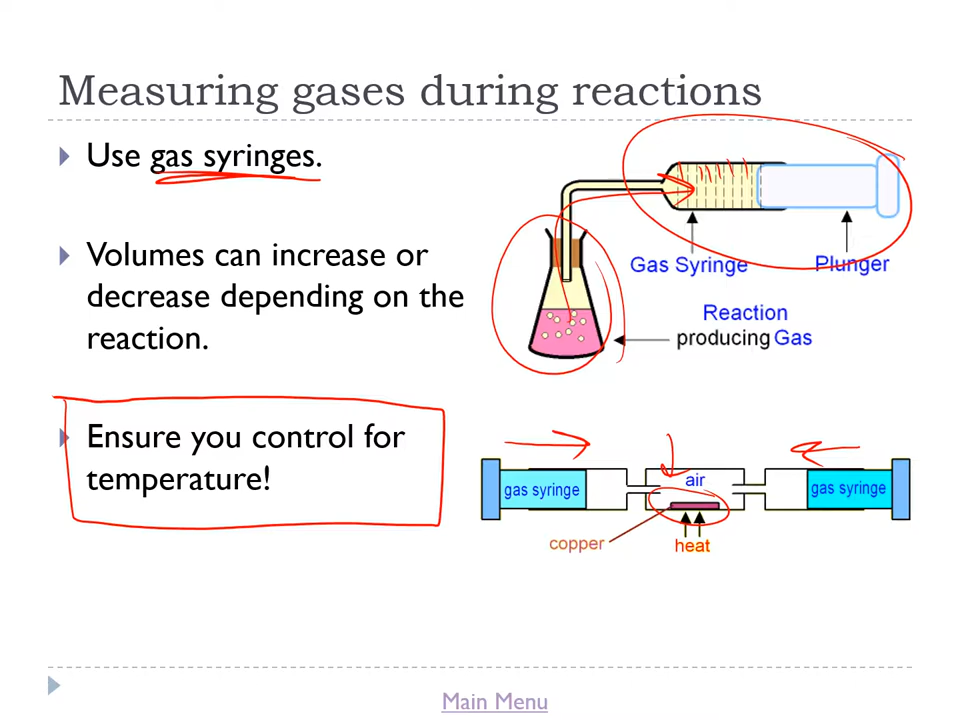 Measuring gases during reactions
Use gas syringes.
Volumes can increase or
decrease depending on the
reaction.
Ensure you control for
temperature!
Gas Syringe
Plunger
Reaction
producing Gas
gas syringe
air
gas syringe
copper
heat
Main Menu